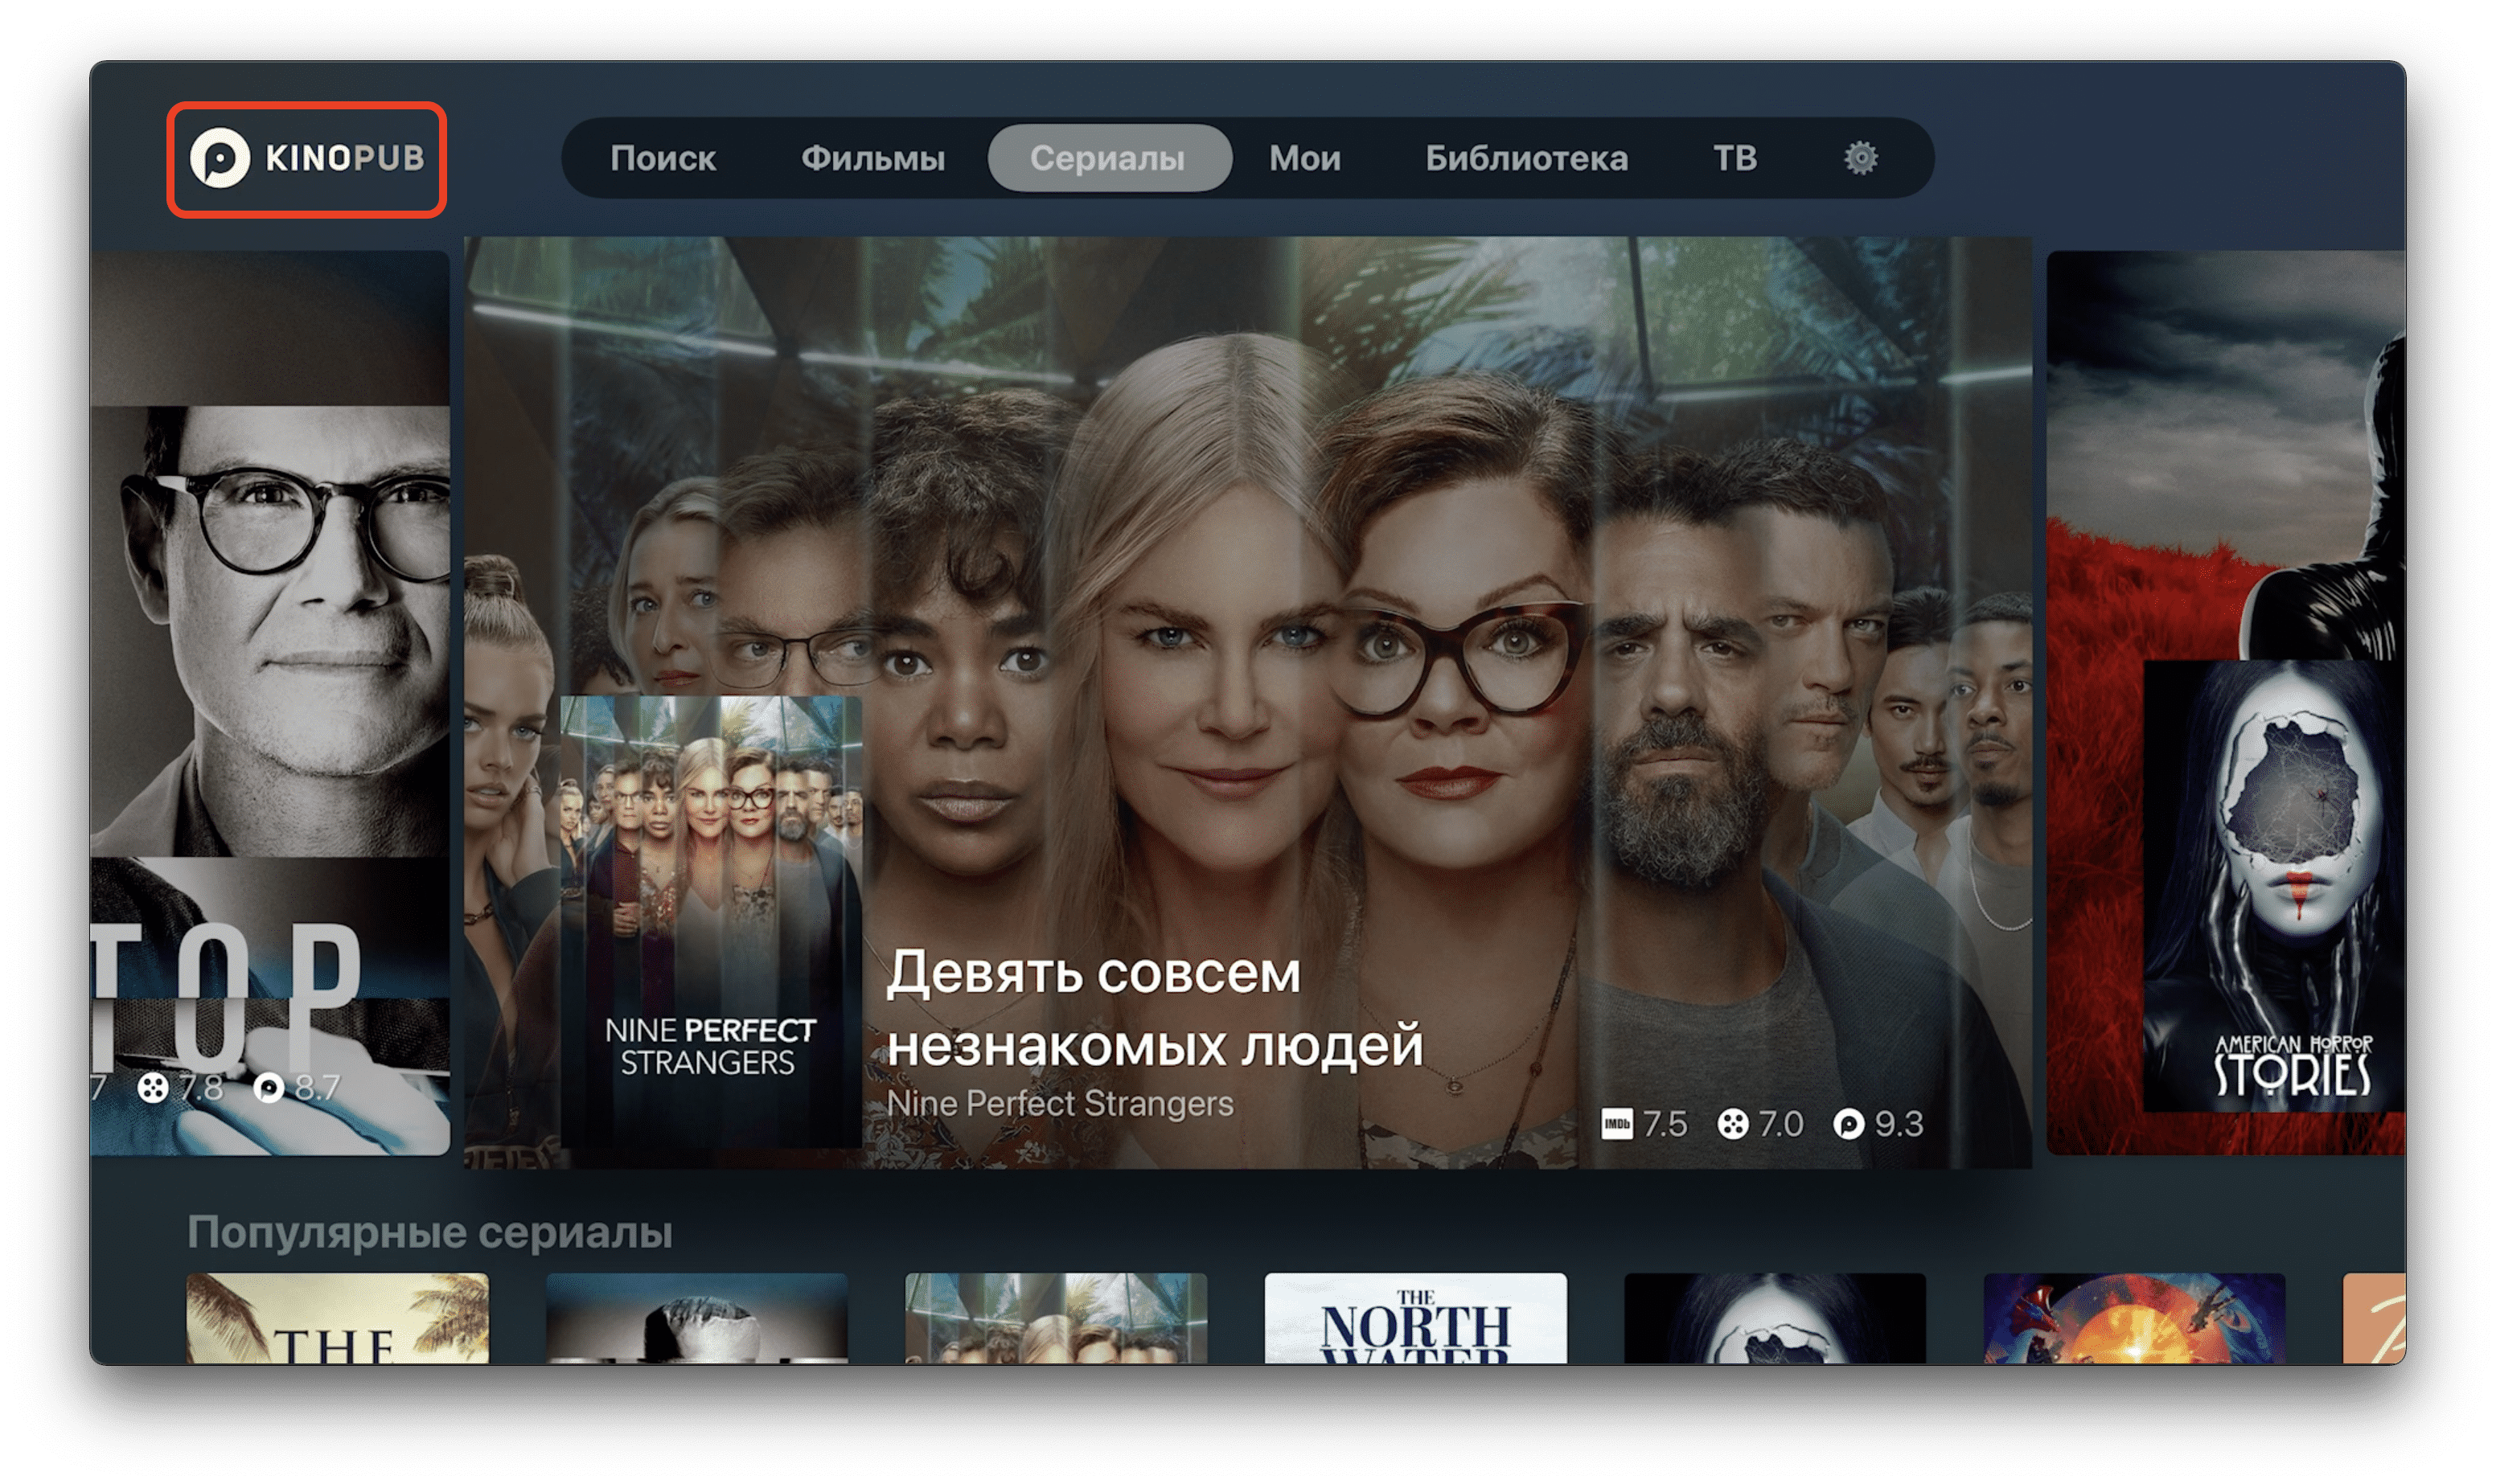 KINOPUB
Поиск Фильмы Сериалы Мои Библиотека ТВ
TOP
7 7.8 8.7
NINE PERFECT
STRANGERS
Девять совсем
незнакомых людей
Nine Perfect Strangers
IMDb 7.5 7.0 9.3
AMERICAN HORROR
STORIES
Популярные сериалы
THE
THE
NORTH
WATER